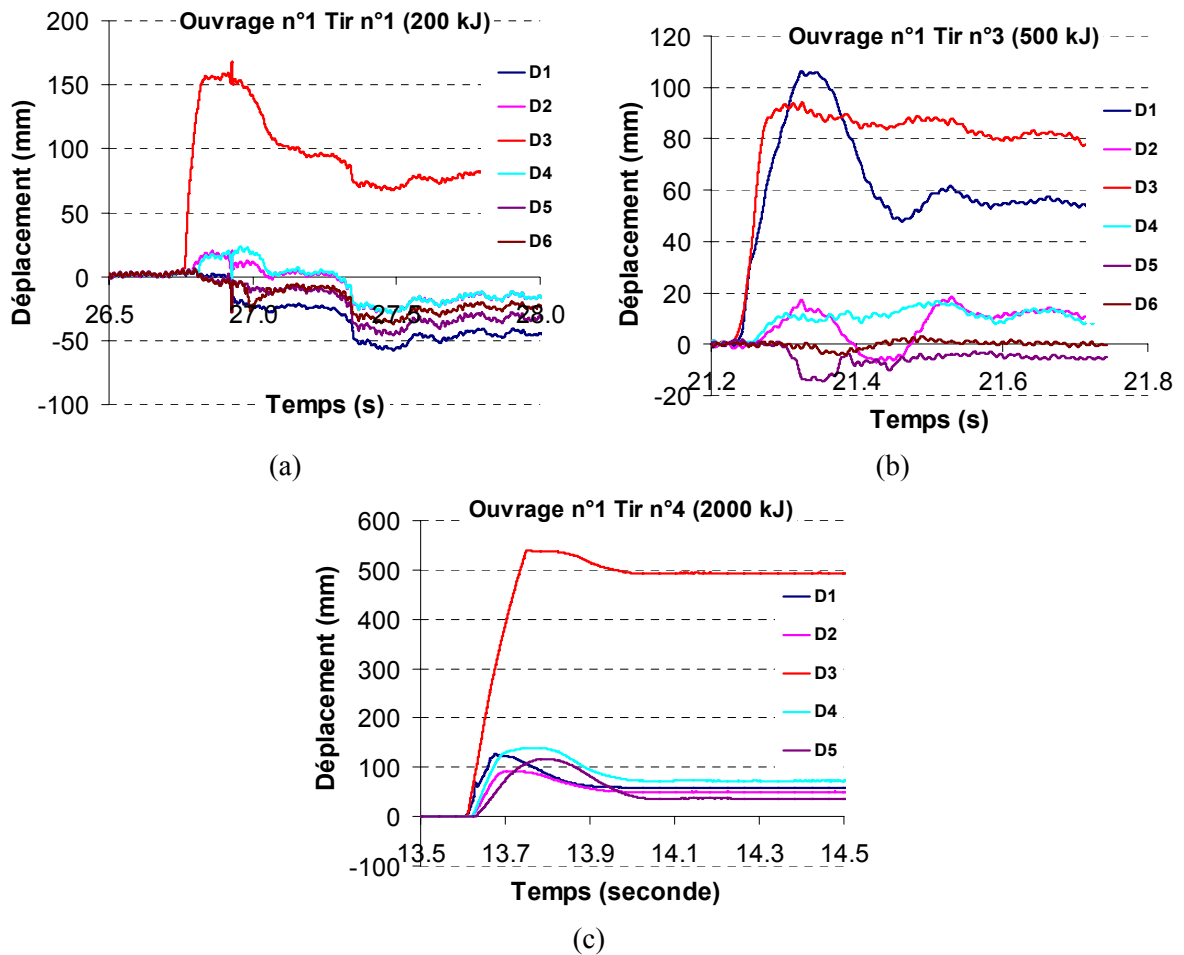 Ouvrage n°1 Tir n°1 (200 kJ)
Déplacement (mm)
200
150
100
50
0
-50
-100
26.5
27.0
27.5
28.0
Temps (s)
D1
D2
D3
D4
D5
D6
(a)
Ouvrage n°1 Tir n°3 (500 kJ)
Déplacement (mm)
120
100
80
60
40
20
0
-20
21.2
21.4
21.6
21.8
Temps (s)
D1
D2
D3
D4
D5
D6
(b)
Ouvrage n°1 Tir n°4 (2000 kJ)
Déplacement (mm)
600
500
400
300
200
100
0
-100
13.5
13.7
13.9
14.1
14.3
14.5
Temps (seconde)
D1
D2
D3
D4
D5
(c)